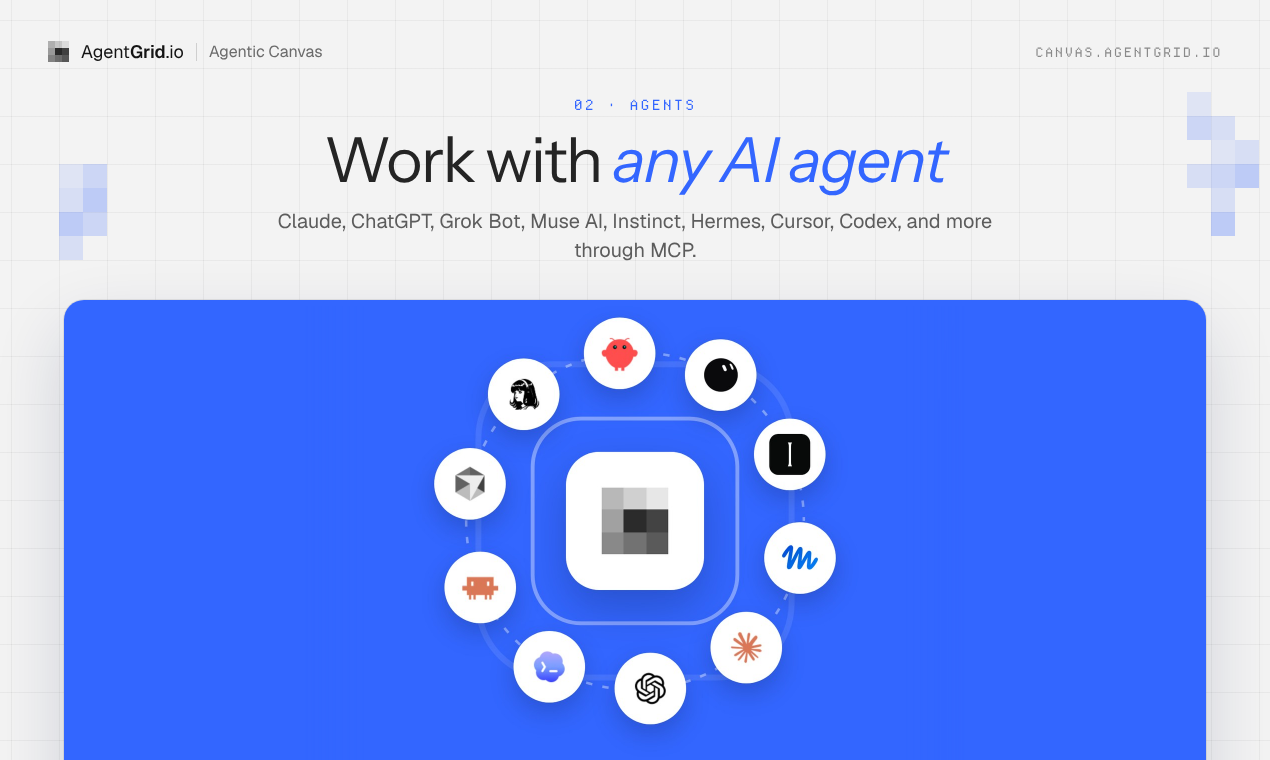 AgentGrid.io
Agentic Canvas
CANVAS.AGENTGRID.IO
02 · AGENTS
Work with any AI agent
Claude, ChatGPT, Grok Bot, Muse AI, Instinct, Hermes, Cursor, Codex, and more
through MCP.